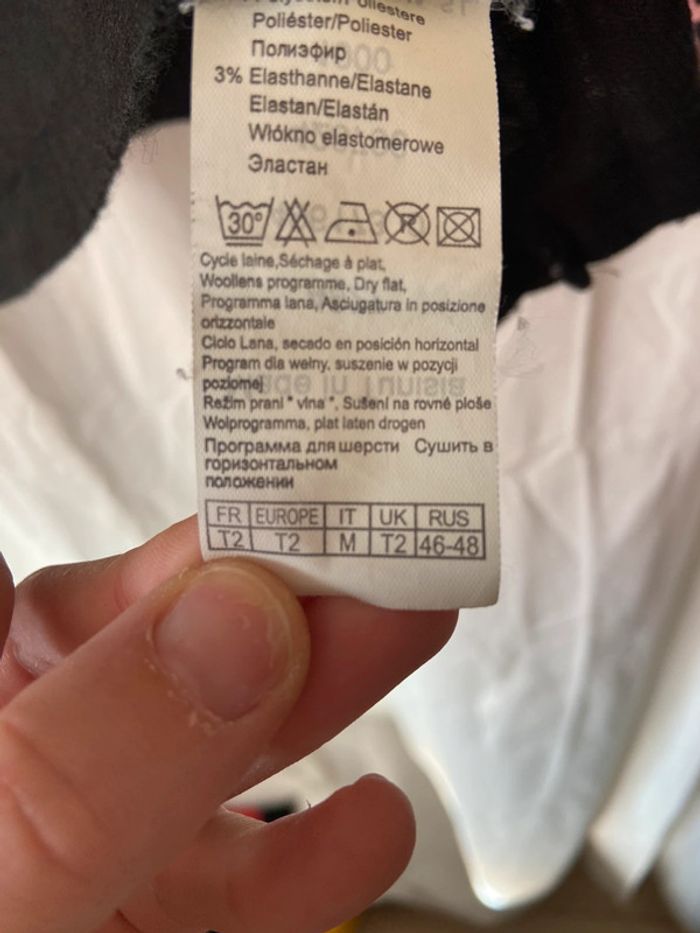 Poliéster/Poliester
Полиэфир
3% Elasthanne/Elastane
Elastan/Elastán
Włókno elastomerowe
Эластан
30°
P
Cycle laine,Séchage à plat,
Woollens programme, Dry flat,
Programma lana, Asciugatura in posizione
orizzontale
Ciclo Lana, secado en posición horizontal
Program dla wełny, suszenie w pozycji
poziomej
Režim praní " vlna ", Sušení na rovné ploše
Wolprogramma, plat laten drogen
Программа для шерсти Сушить в
горизонтальном
положении
FR EUROPE IT UK RUS
T2 T2 M T2 46-48
made in Tunisia